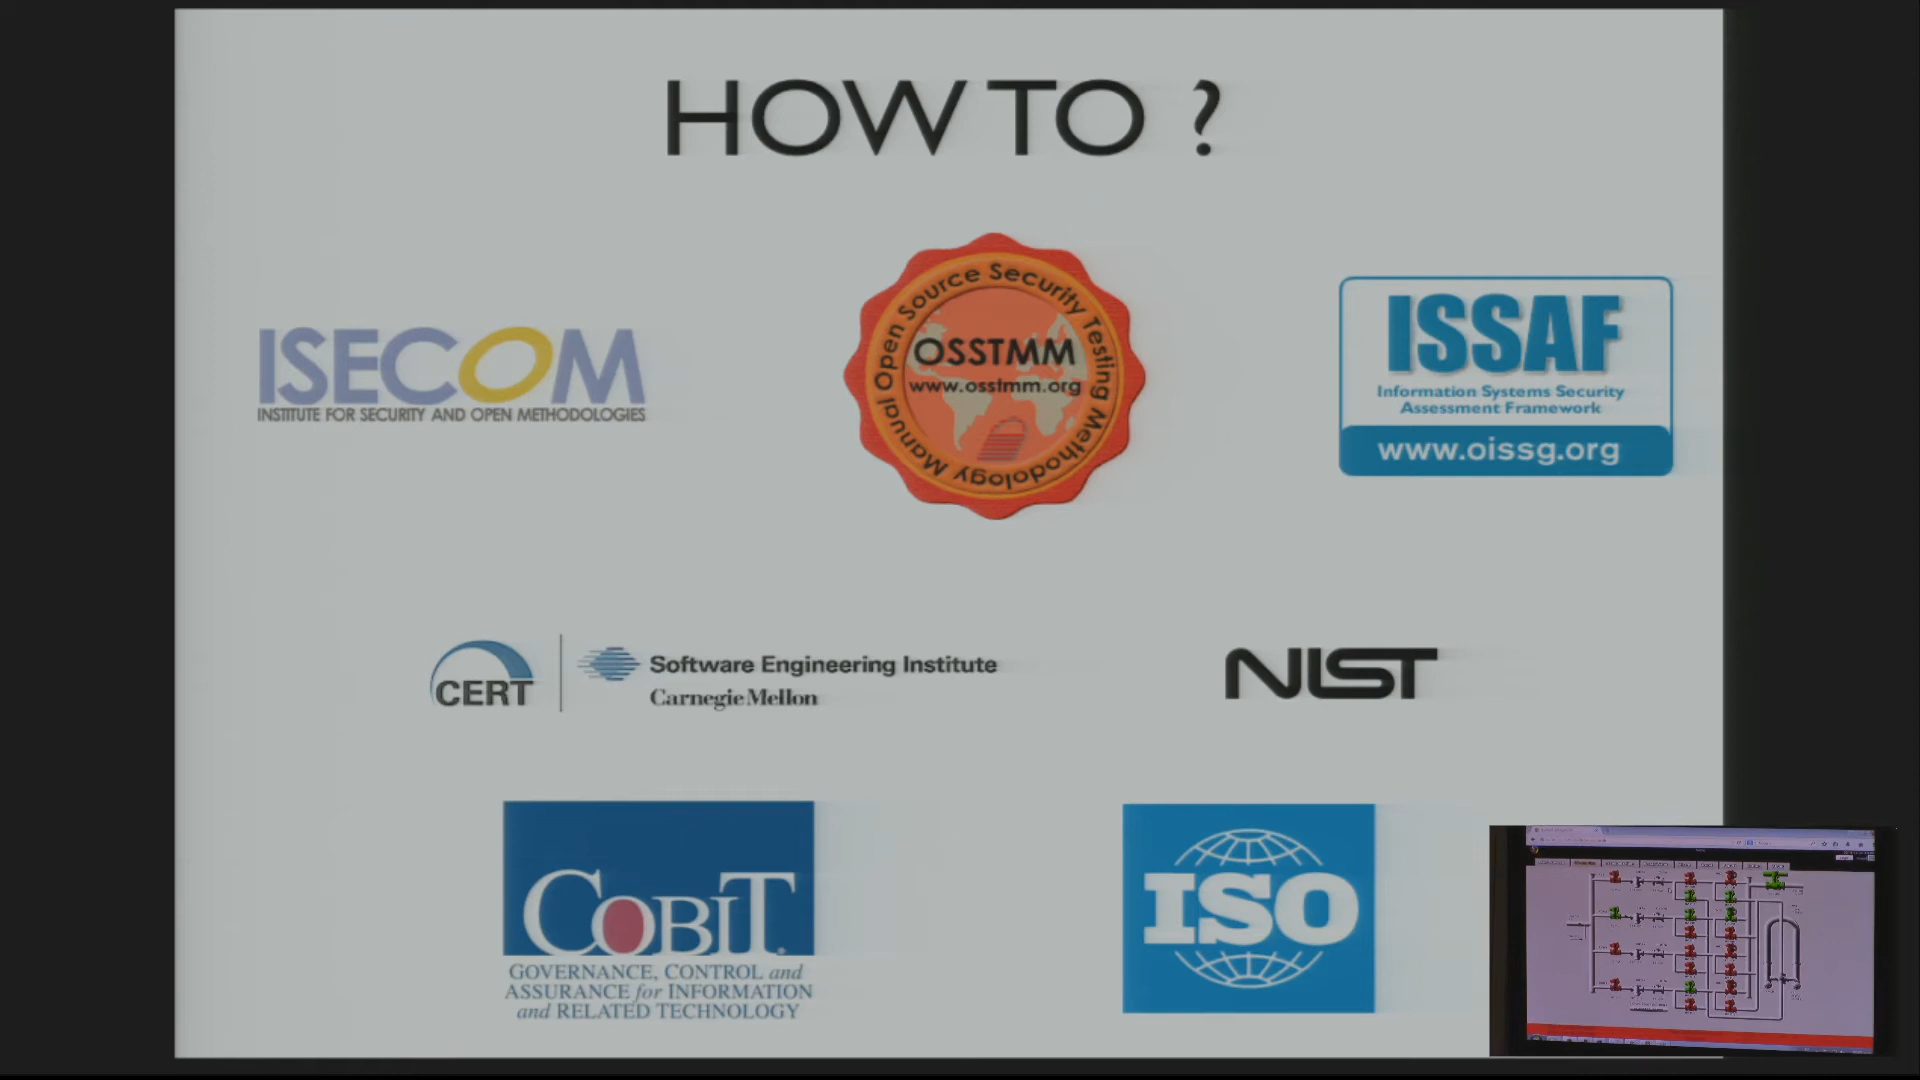 HOW TO ?
ISECOM
INSTITUTE FOR SECURITY AND OPEN METHODOLOGIES
Open Source Security Testing Methodology Manual
OSSTMM
www.osstmm.org
ISSAF
Information Systems Security
Assessment Framework
www.oissg.org
CERT
Software Engineering Institute
Carnegie Mellon
NIST
COBIT
GOVERNANCE, CONTROL and
ASSURANCE for INFORMATION
and RELATED TECHNOLOGY
ISO